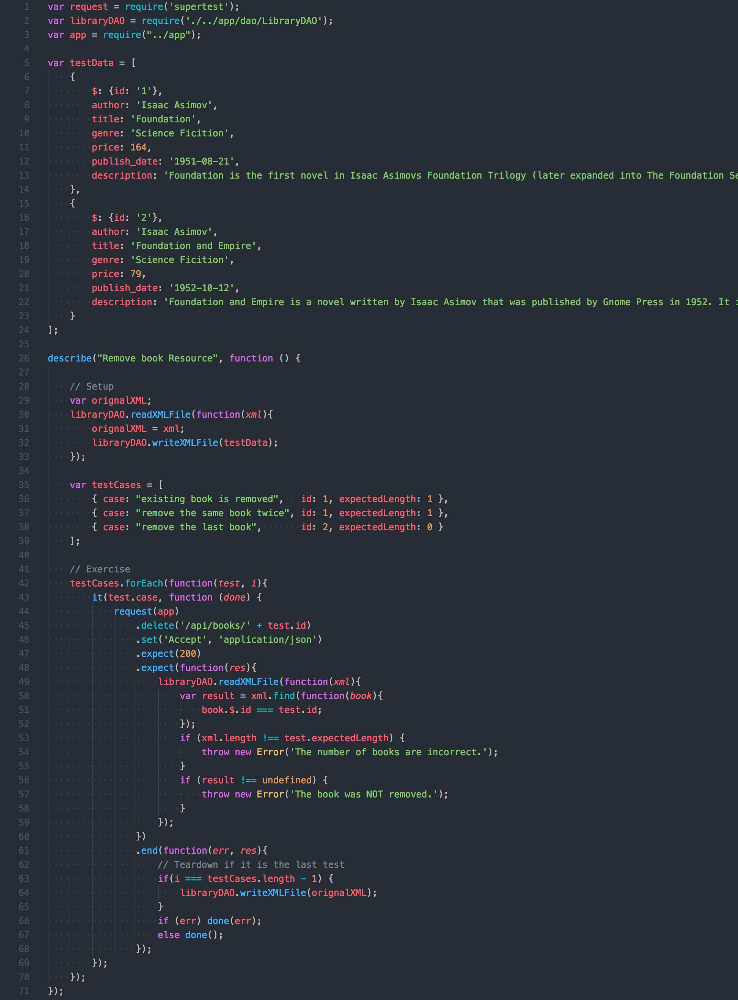 1 var request = require('supertest');
2 var libraryDAO = require('./../app/dao/LibraryDAO');
3 var app = require("../app");
4
5 var testData = [
6 {
7 $: {id: '1'},
8 author: 'Isaac Asimov',
9 title: 'Foundation',
10 genre: 'Science Ficition',
11 price: 164,
12 publish_date: '1951-08-21',
13 description: 'Foundation is the first novel in Isaac Asimovs Foundation Trilogy (later expanded into The Foundation Se
14 },
15 {
16 $: {id: '2'},
17 author: 'Isaac Asimov',
18 title: 'Foundation and Empire',
19 genre: 'Science Ficition',
20 price: 79,
21 publish_date: '1952-10-12',
22 description: 'Foundation and Empire is a novel written by Isaac Asimov that was published by Gnome Press in 1952. It i
23 }
24 ];
25
26 describe("Remove book Resource", function () {
27
28 // Setup
29 var orignalXML;
30 libraryDAO.readXMLFile(function(xml){
31 orignalXML = xml;
32 libraryDAO.writeXMLFile(testData);
33 });
34
35 var testCases = [
36 { case: "existing book is removed", id: 1, expectedLength: 1 },
37 { case: "remove the same book twice", id: 1, expectedLength: 1 },
38 { case: "remove the last book", id: 2, expectedLength: 0 }
39 ];
40
41 // Exercise
42 testCases.forEach(function(test, i){
43 it(test.case, function (done) {
44 request(app)
45 .delete('/api/books/' + test.id)
46 .set('Accept', 'application/json')
47 .expect(200)
48 .expect(function(res){
49 libraryDAO.readXMLFile(function(xml){
50 var result = xml.find(function(book){
51 book.$.id === test.id;
52 });
53 if (xml.length !== test.expectedLength) {
54 throw new Error('The number of books are incorrect.');
55 }
56 if (result !== undefined) {
57 throw new Error('The book was NOT removed.');
58 }
59 });
60 })
61 .end(function(err, res){
62 // Teardown if it is the last test
63 if(i === testCases.length - 1) {
64 libraryDAO.writeXMLFile(orignalXML);
65 }
66 if (err) done(err);
67 else done();
68 });
69 });
70 });
71 });